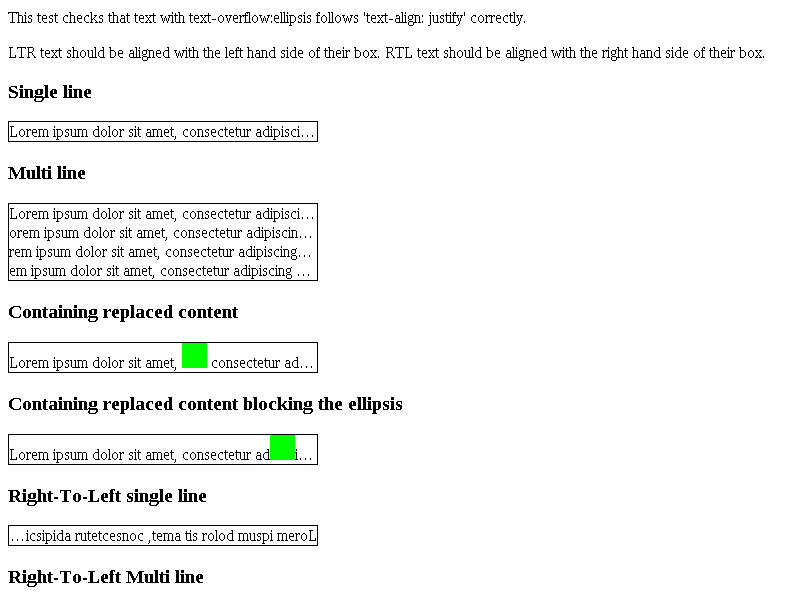 This test checks that text with text-overflow:ellipsis follows 'text-align: justify' correctly.
LTR text should be aligned with the left hand side of their box. RTL text should be aligned with the right hand side of their box.
Single line
Lorem ipsum dolor sit amet, consectetur adipisci…
Multi line
Lorem ipsum dolor sit amet, consectetur adipisci…
orem ipsum dolor sit amet, consectetur adipiscin…
rem ipsum dolor sit amet, consectetur adipiscing…
em ipsum dolor sit amet, consectetur adipiscing …
Containing replaced content
Lorem ipsum dolor sit amet, consectetur ad…
Containing replaced content blocking the ellipsis
Lorem ipsum dolor sit amet, consectetur ad i…
Right-To-Left single line
…icsipida rutetcesnoc ,tema tis rolod muspi meroL
Right-To-Left Multi line